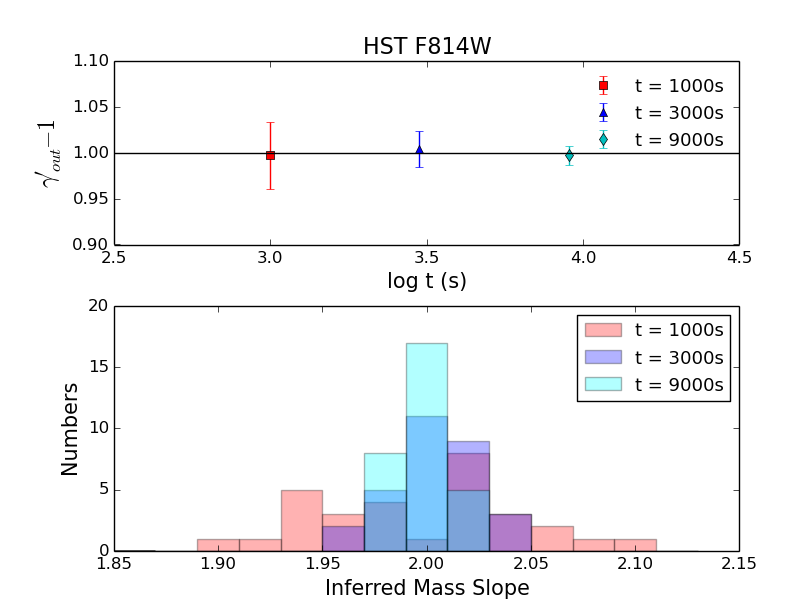 HST F814W
1.10
1.05
1.00
0.95
0.90
γ'out−1
t = 1000s
t = 3000s
t = 9000s
2.5 3.0 3.5 4.0 4.5
log t (s)
20
15
10
5
0
Numbers
t = 1000s
t = 3000s
t = 9000s
1.85 1.90 1.95 2.00 2.05 2.10 2.15
Inferred Mass Slope